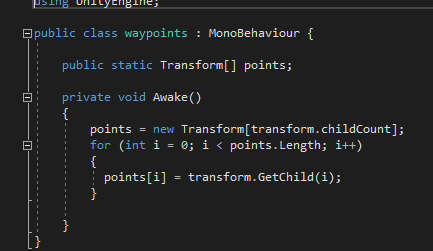 using UnityEngine;
public class waypoints : MonoBehaviour {
public static Transform[] points;
private void Awake()
{
points = new Transform[transform.childCount];
for (int i = 0; i < points.Length; i++)
{
points[i] = transform.GetChild(i);
}
}
}